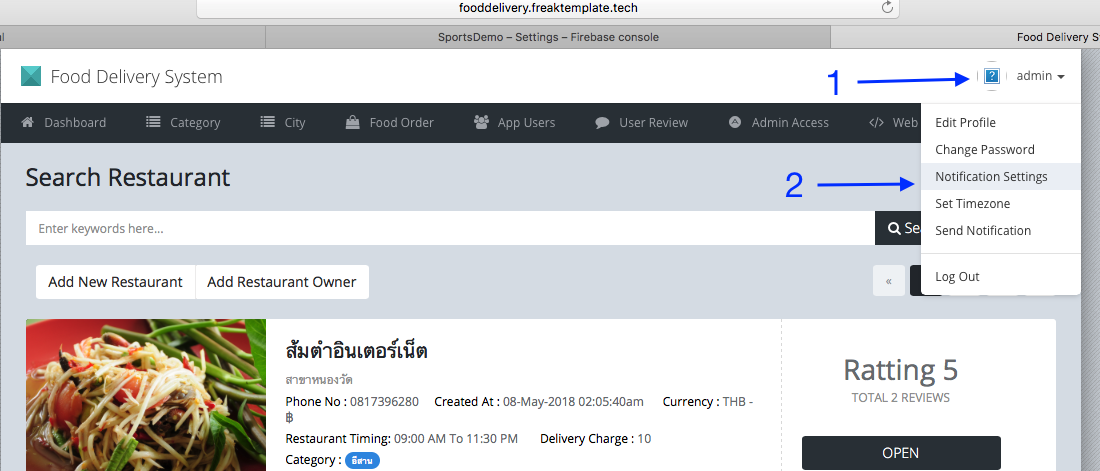 fooddelivery.freaktemplate.tech
SportsDemo – Settings – Firebase console
Food Delivery S
Food Delivery System
1
?
admin
Dashboard
Category
City
Food Order
App Users
User Review
Admin Access
Web
Edit Profile
Change Password
2
Notification Settings
Set Timezone
Send Notification
Log Out
Search Restaurant
Enter keywords here...
Add New Restaurant
Add Restaurant Owner
«
ส้มตำอินเตอร์เน็ต
สาขาหนองวัด
Phone No : 0817396280 Created At : 08-May-2018 02:05:40am Currency : THB -
฿
Restaurant Timing: 09:00 AM To 11:30 PM Delivery Charge : 10
Category : อีสาน
Ratting 5
TOTAL 2 REVIEWS
OPEN